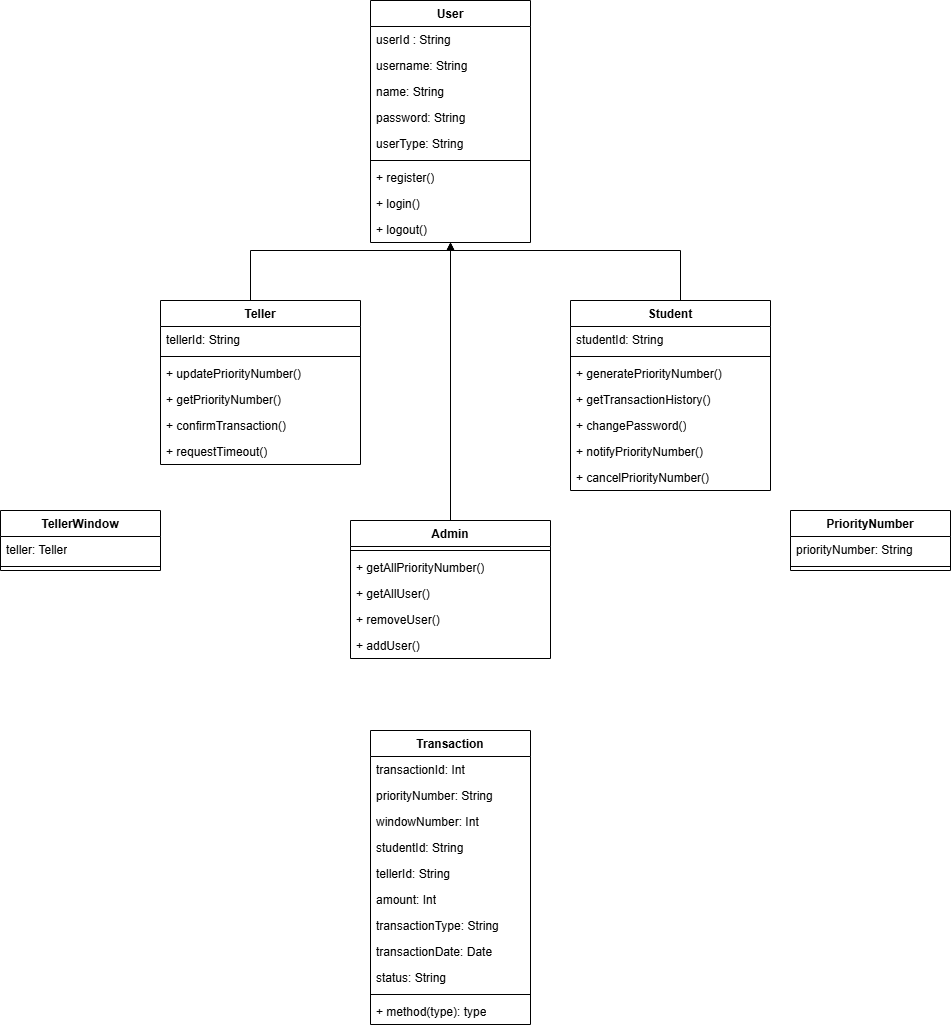 User
userId : String
username: String
name: String
password: String
userType: String
+ register()
+ login()
+ logout()
Teller
tellerId: String
+ updatePriorityNumber()
+ getPriorityNumber()
+ confirmTransaction()
+ requestTimeout()
Student
studentId: String
+ generatePriorityNumber()
+ getTransactionHistory()
+ changePassword()
+ notifyPriorityNumber()
+ cancelPriorityNumber()
TellerWindow
teller: Teller
Admin
+ getAllPriorityNumber()
+ getAllUser()
+ removeUser()
+ addUser()
PriorityNumber
priorityNumber: String
Transaction
transactionId: Int
priorityNumber: String
windowNumber: Int
studentId: String
tellerId: String
amount: Int
transactionType: String
transactionDate: Date
status: String
+ method(type): type